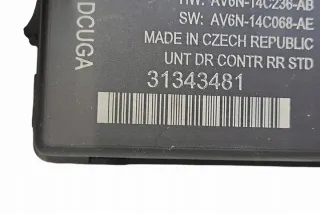 HW: AV6N-14C236-AB
SW: AV6N-14C068-AE
MADE IN CZECH REPUBLIC
UNT DR CONTR RR STD
31343481
DCUGA